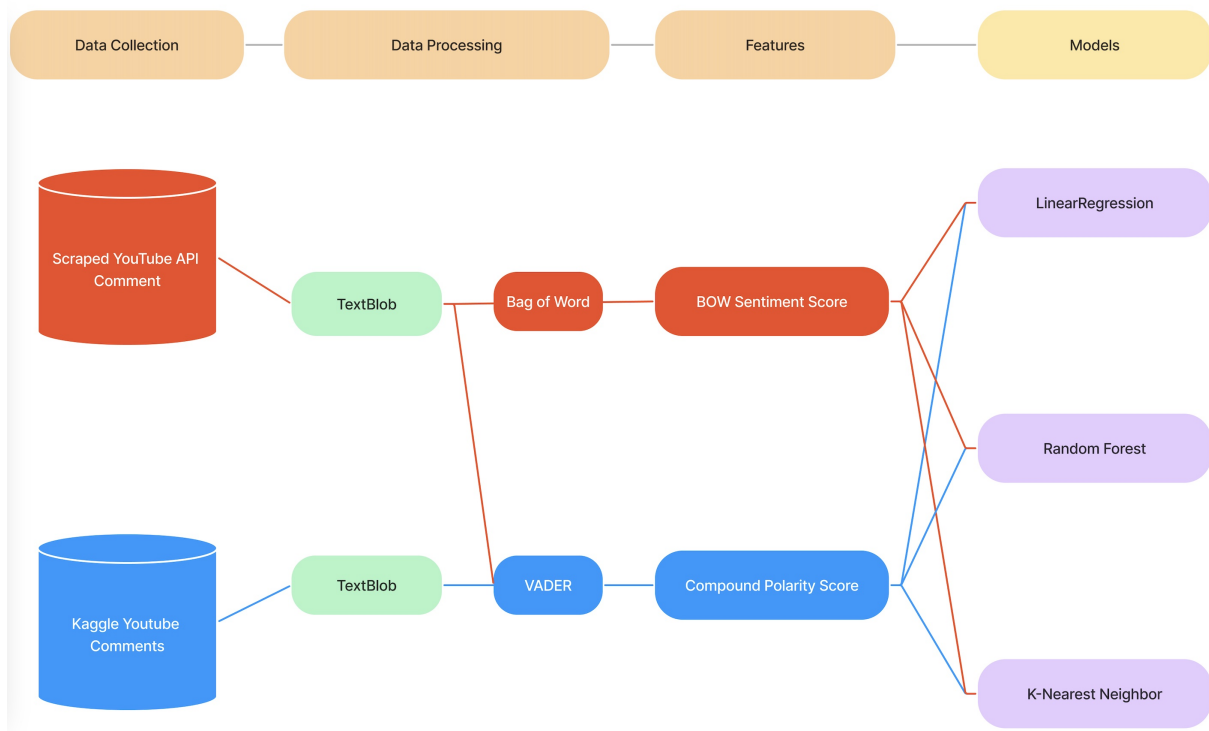 Data Collection
Data Processing
Features
Models
Scraped YouTube API
Comment
TextBlob
Bag of Word
BOW Sentiment Score
LinearRegression
Random Forest
Kaggle Youtube
Comments
TextBlob
VADER
Compound Polarity Score
K-Nearest Neighbor